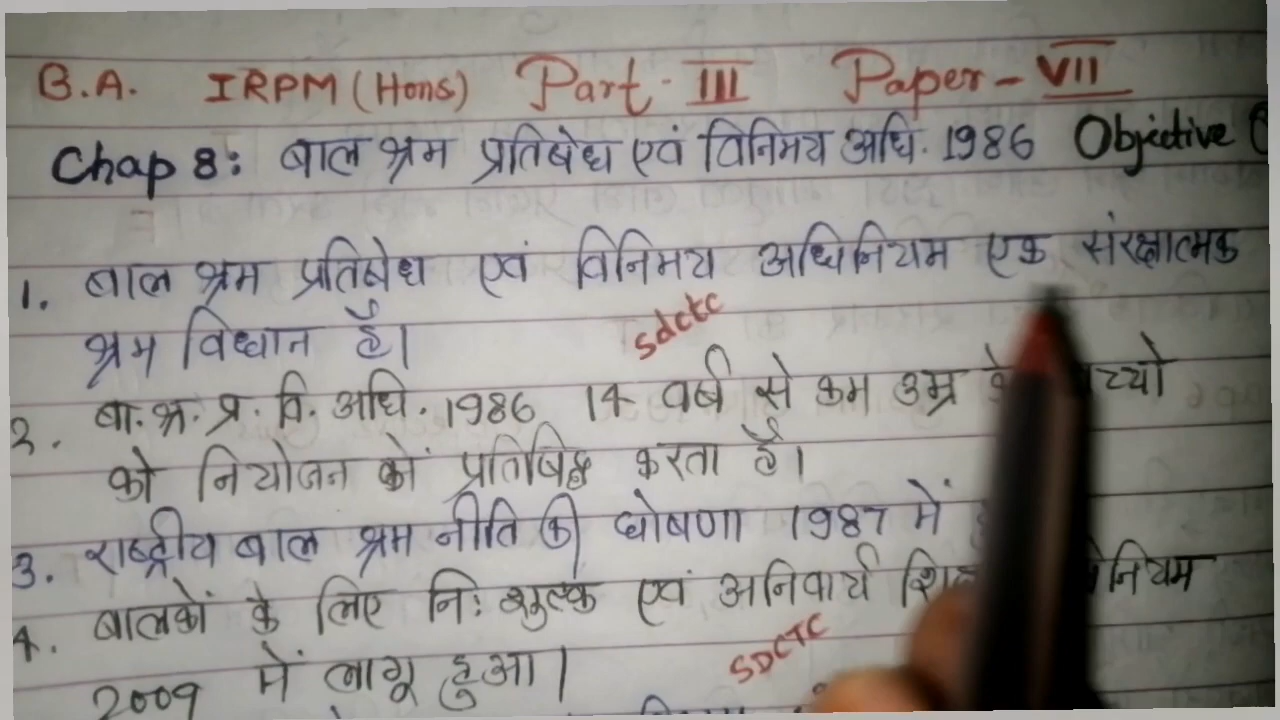 B.A. IRPM (Hons) Part - III Paper - VII
Chap 8: बाल श्रम प्रतिषेध एवं विनिमय अधि. 1986 Objective
1. बाल श्रम प्रतिषेध एवं विनिमय अधिनियम एक संरक्षात्मक
श्रम विधान है।
sdctc
2. बा. श्र. प्र. वि. अधि. 1986 14 वर्ष से कम उम्र के
को नियोजन को प्रतिषिद्ध करता है।
3. राष्ट्रीय बाल श्रम नीति की घोषणा 1987 में
4. बालकों के लिए निः शुल्क एवं अनिवार्य
2009 में लागू हुआ।
SDCTC